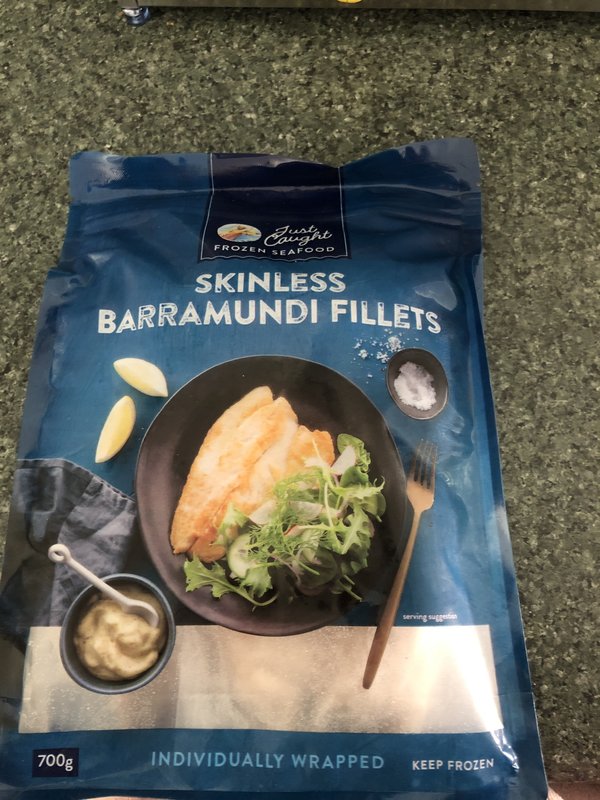 Just
Caught
FROZEN SEAFOOD
SKINLESS
BARRAMUNDI FILLETS
serving suggestion
700g
INDIVIDUALLY WRAPPED
KEEP FROZEN